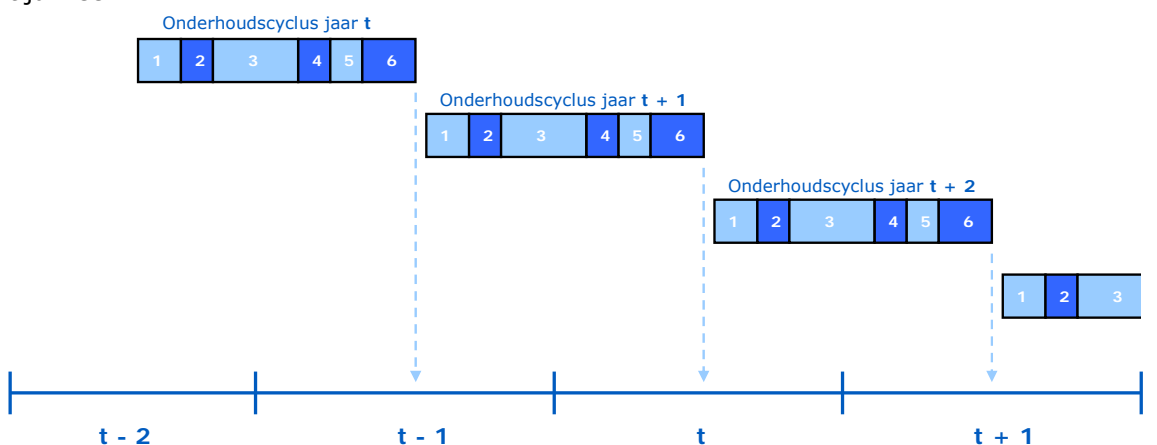 Onderhoudscyclus jaar t
1 2 3 4 5 6
Onderhoudscyclus jaar t + 1
1 2 3 4 5 6
Onderhoudscyclus jaar t + 2
1 2 3 4 5 6
1 2 3
t - 2 t - 1 t t + 1